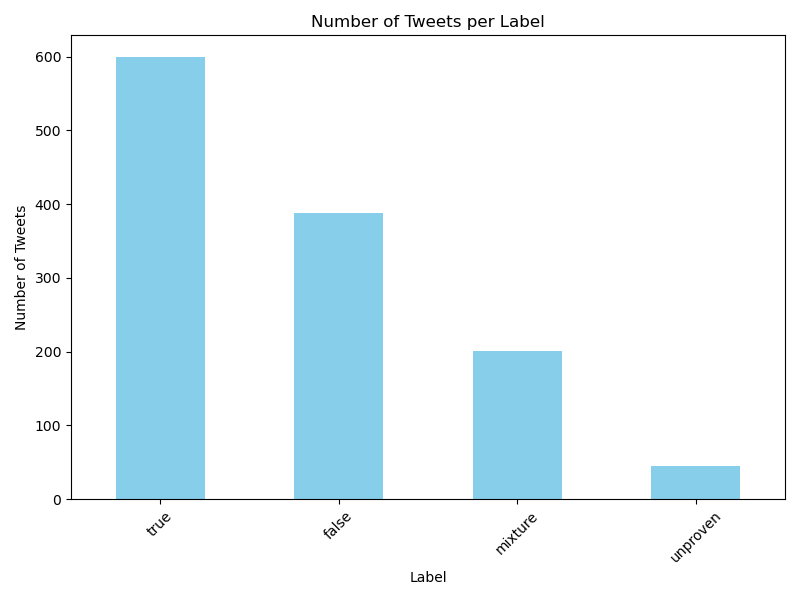 Number of Tweets per Label
Number of Tweets
600
500
400
300
200
100
0
true
false
mixture
unproven
Label